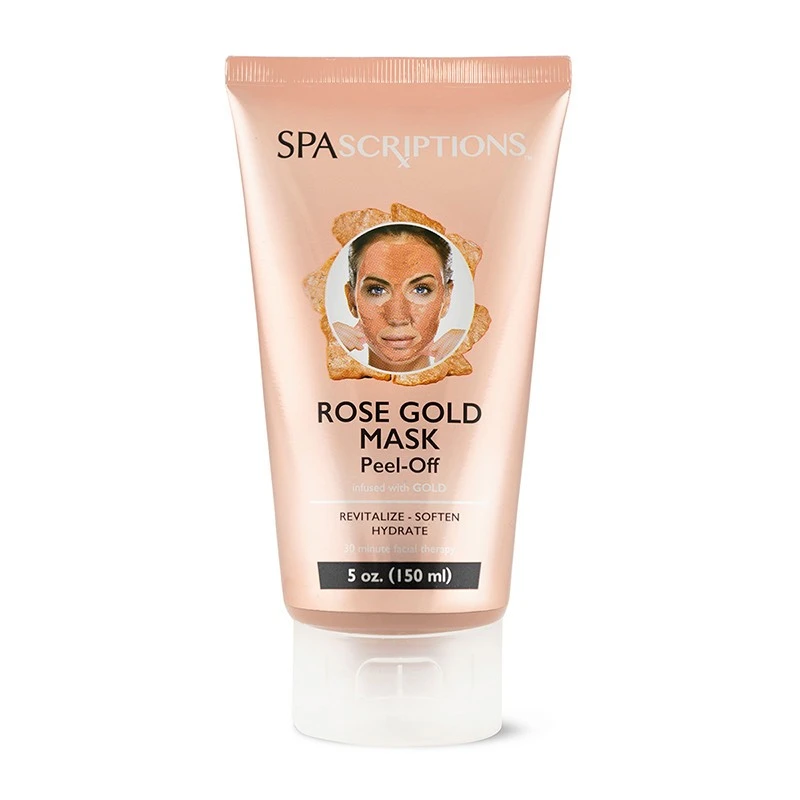 SPASCRIPTIONS
ROSE GOLD
MASK
Peel-Off
infused with GOLD
REVITALIZE - SOFTEN
HYDRATE
30 minute facial therapy
5 oz. (150 ml)